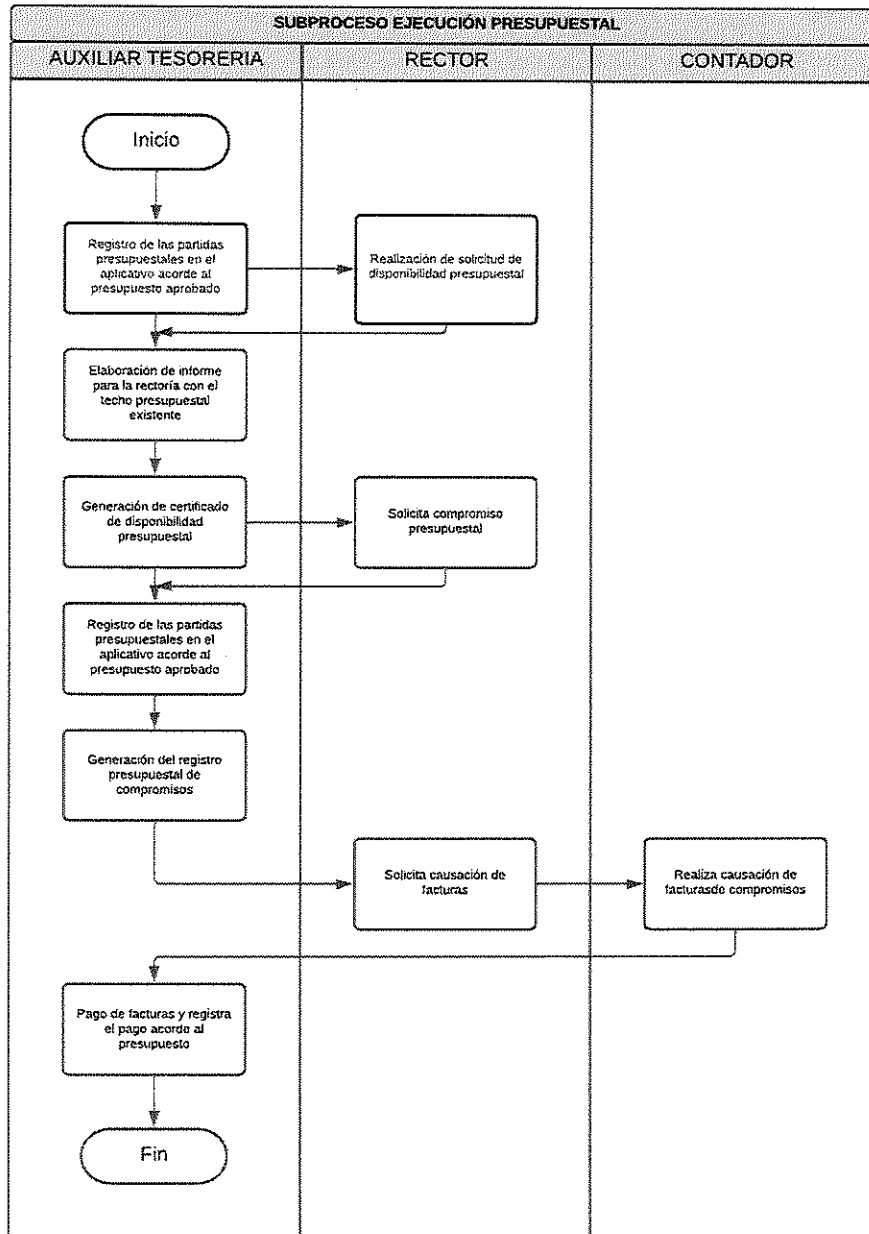 SUBPROCESO EJECUCIÓN PRESUPUESTAL
AUXILIAR TESORERIA
RECTOR
CONTADOR
Inicio
Registro de las partidas
presupuestales en el
aplicativo acorde al
presupuesto aprobado
Realización de solicitud de
disponibilidad presupuestal
Elaboración de informe
para la rectoría con el
techo presupuestal
existente
Generación de certificado
de disponibilidad
presupuestal
Solicita compromiso
presupuestal
Registro de las partidas
presupuestales en el
aplicativo acorde al
presupuesto aprobado
Generación del registro
presupuestal de
compromisos
Solicita causación de
facturas
Realiza causación de
facturasde compromisos
Pago de facturas y registra
el pago acorde al
presupuesto
Fin